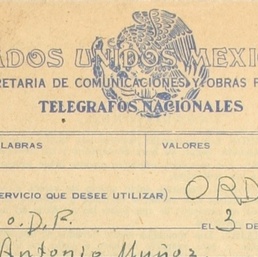 ADOS UNIDOS MEXIC
RETARIA DE COMUNICACIONES Y OBRAS P
TELEGRAFOS NACIONALES
LABRAS VALORES
SERVICIO QUE DESEE UTILIZAR) ORD
O.D.F. EL 3 DE
Antonio Muñoz